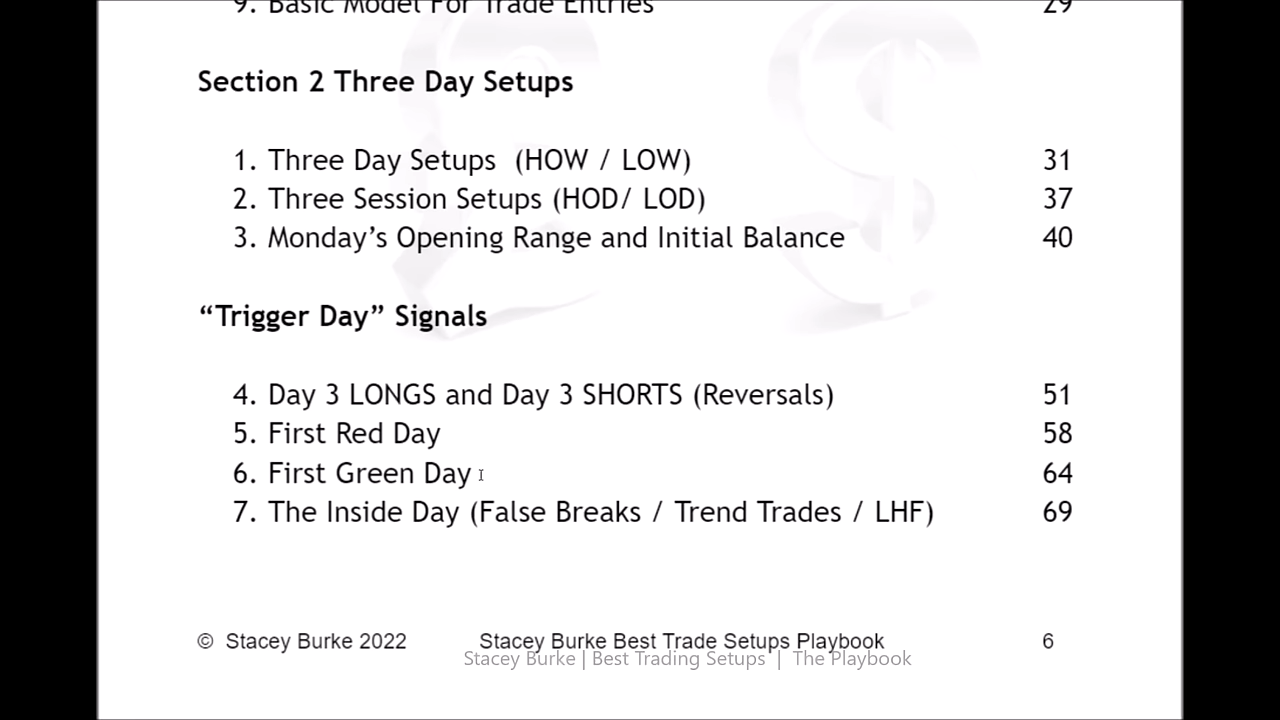 9. Basic Model For Trade Entries 29
Section 2 Three Day Setups
1. Three Day Setups (HOW / LOW) 31
2. Three Session Setups (HOD/ LOD) 37
3. Monday’s Opening Range and Initial Balance 40
“Trigger Day” Signals
4. Day 3 LONGS and Day 3 SHORTS (Reversals) 51
5. First Red Day 58
6. First Green Day 64
7. The Inside Day (False Breaks / Trend Trades / LHF) 69
© Stacey Burke 2022 Stacey Burke Best Trade Setups Playbook 6
Stacey Burke | Best Trading Setups | The Playbook